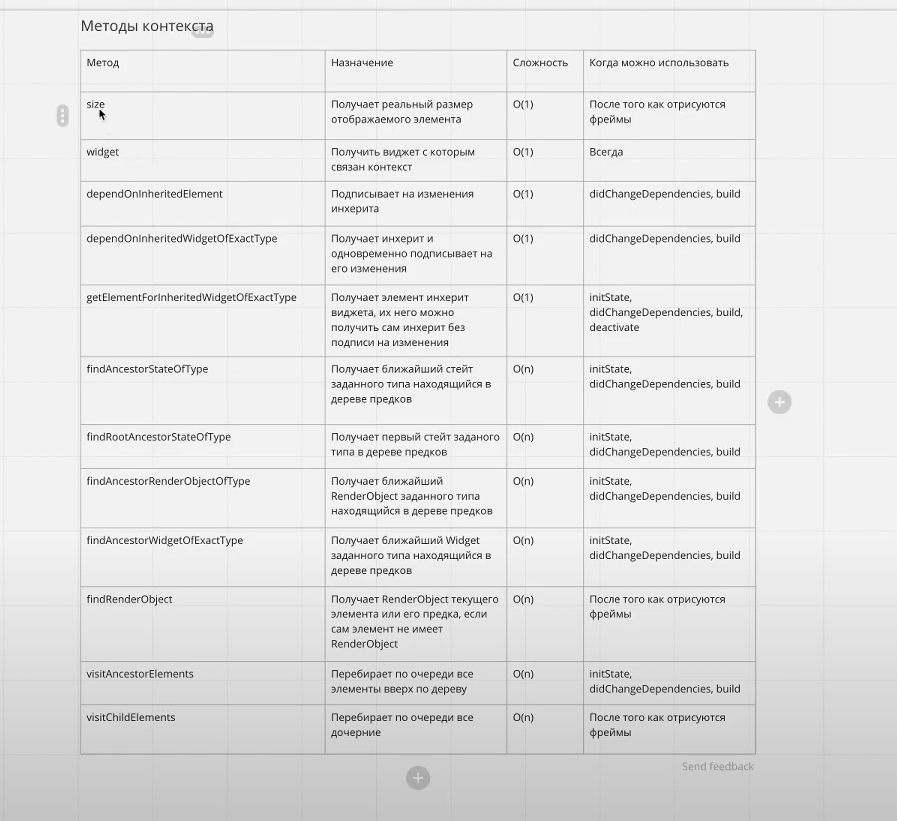 Методы контекста
Метод Назначение Сложность Когда можно использовать
size Получает реальный размер O(1) После того как отрисуются
отображаемого элемента фреймы
widget Получить виджет с которым O(1) Всегда
связан контекст
dependOnInheritedElement Подписывает на изменения O(1) didChangeDependencies, build
инхерита
dependOnInheritedWidgetOfExactType Получает инхерит и O(1) didChangeDependencies, build
одновременно подписывает на
его изменения
getElementForInheritedWidgetOfExactType Получает элемент инхерит O(1) initState,
виджета, их него можно didChangeDependencies, build,
получить сам инхерит без deactivate
подписи на изменения
findAncestorStateOfType Получает ближайший стейт O(n) initState,
заданного типа находящийся в didChangeDependencies, build
дереве предков
findRootAncestorStateOfType Получает первый стейт заданого O(n) initState,
типа в дереве предков didChangeDependencies, build
findAncestorRenderObjectOfType Получает ближайший O(n) initState,
RenderObject заданного типа didChangeDependencies, build
находящийся в дереве предков
findAncestorWidgetOfExactType Получает ближайший Widget O(n) initState,
заданного типа находящийся в didChangeDependencies, build
дереве предков
findRenderObject Получает RenderObject текущего O(n) После того как отрисуются
элемента или его предка, если фреймы
сам элемент не имеет
RenderObject
visitAncestorElements Перебирает по очереди все O(n) initState,
элементы вверх по дереву didChangeDependencies, build
visitChildElements Перебирает по очереди все O(n) После того как отрисуются
дочерние фреймы
Send feedback